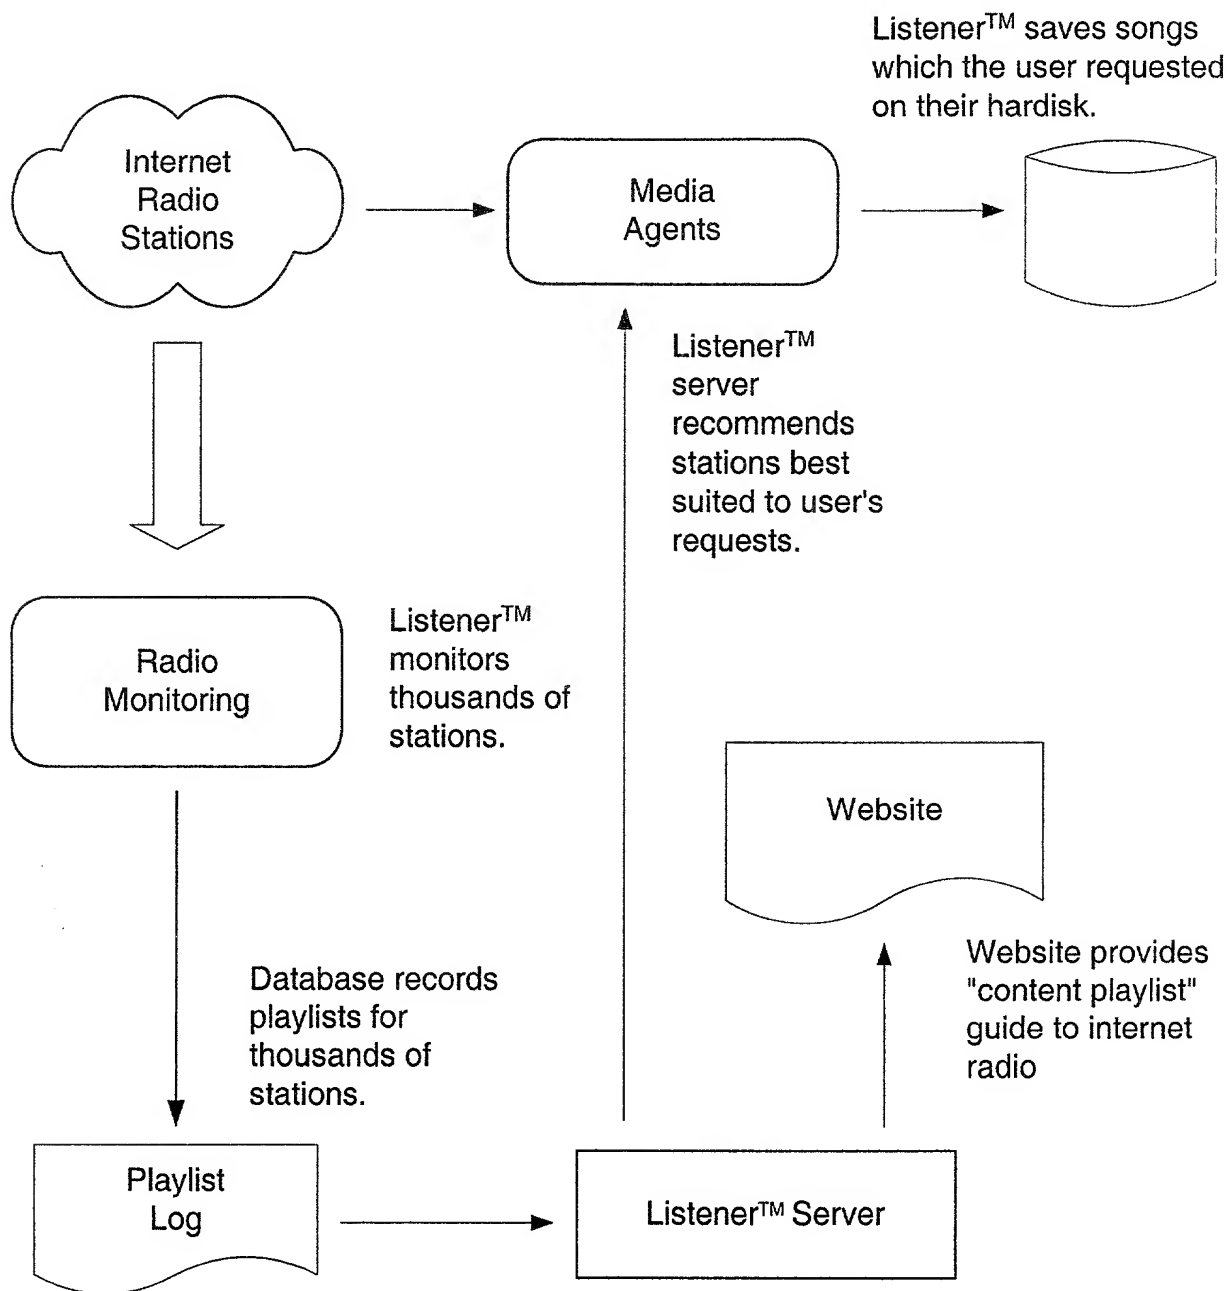 Listener™ saves songs
which the user requested
on their hardisk.
Internet
Radio
Stations
Media
Agents
Listener™
server
recommends
stations best
suited to user's
requests.
Radio
Monitoring
Listener™
monitors
thousands of
stations.
Website
Database records
playlists for
thousands of
stations.
Website provides
"content playlist"
guide to internet
radio
Playlist
Log
Listener™ Server